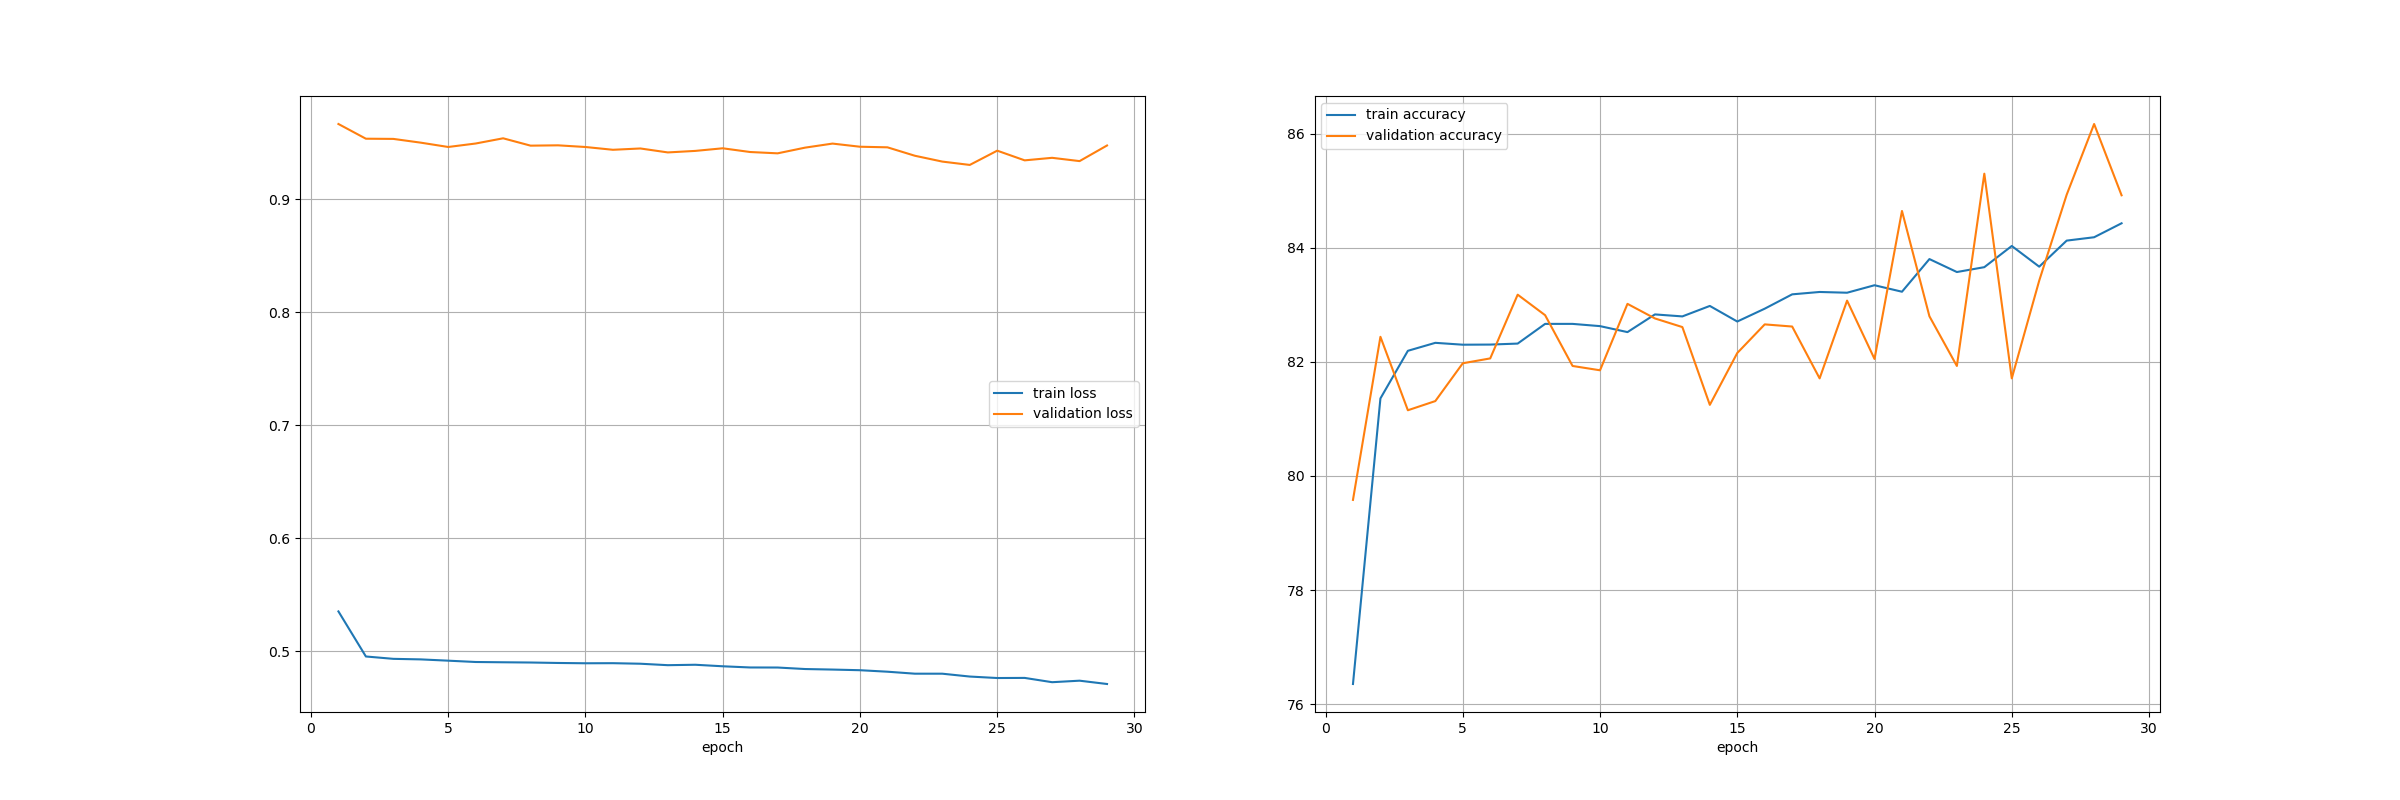 0.9
0.8
0.7
0.6
0.5
0 5 10 15 20 25 30
epoch
train loss
validation loss
86
84
82
80
78
76
0 5 10 15 20 25 30
epoch
train accuracy
validation accuracy